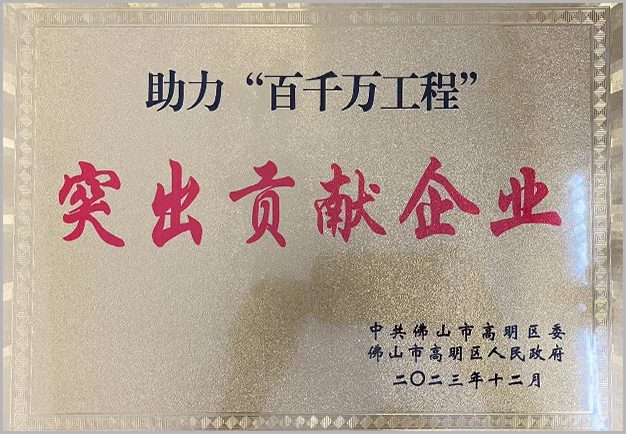 助力“百千万工程”
突出贡献企业
中共佛山市高明区委
佛山市高明区人民政府
二〇二三年十二月